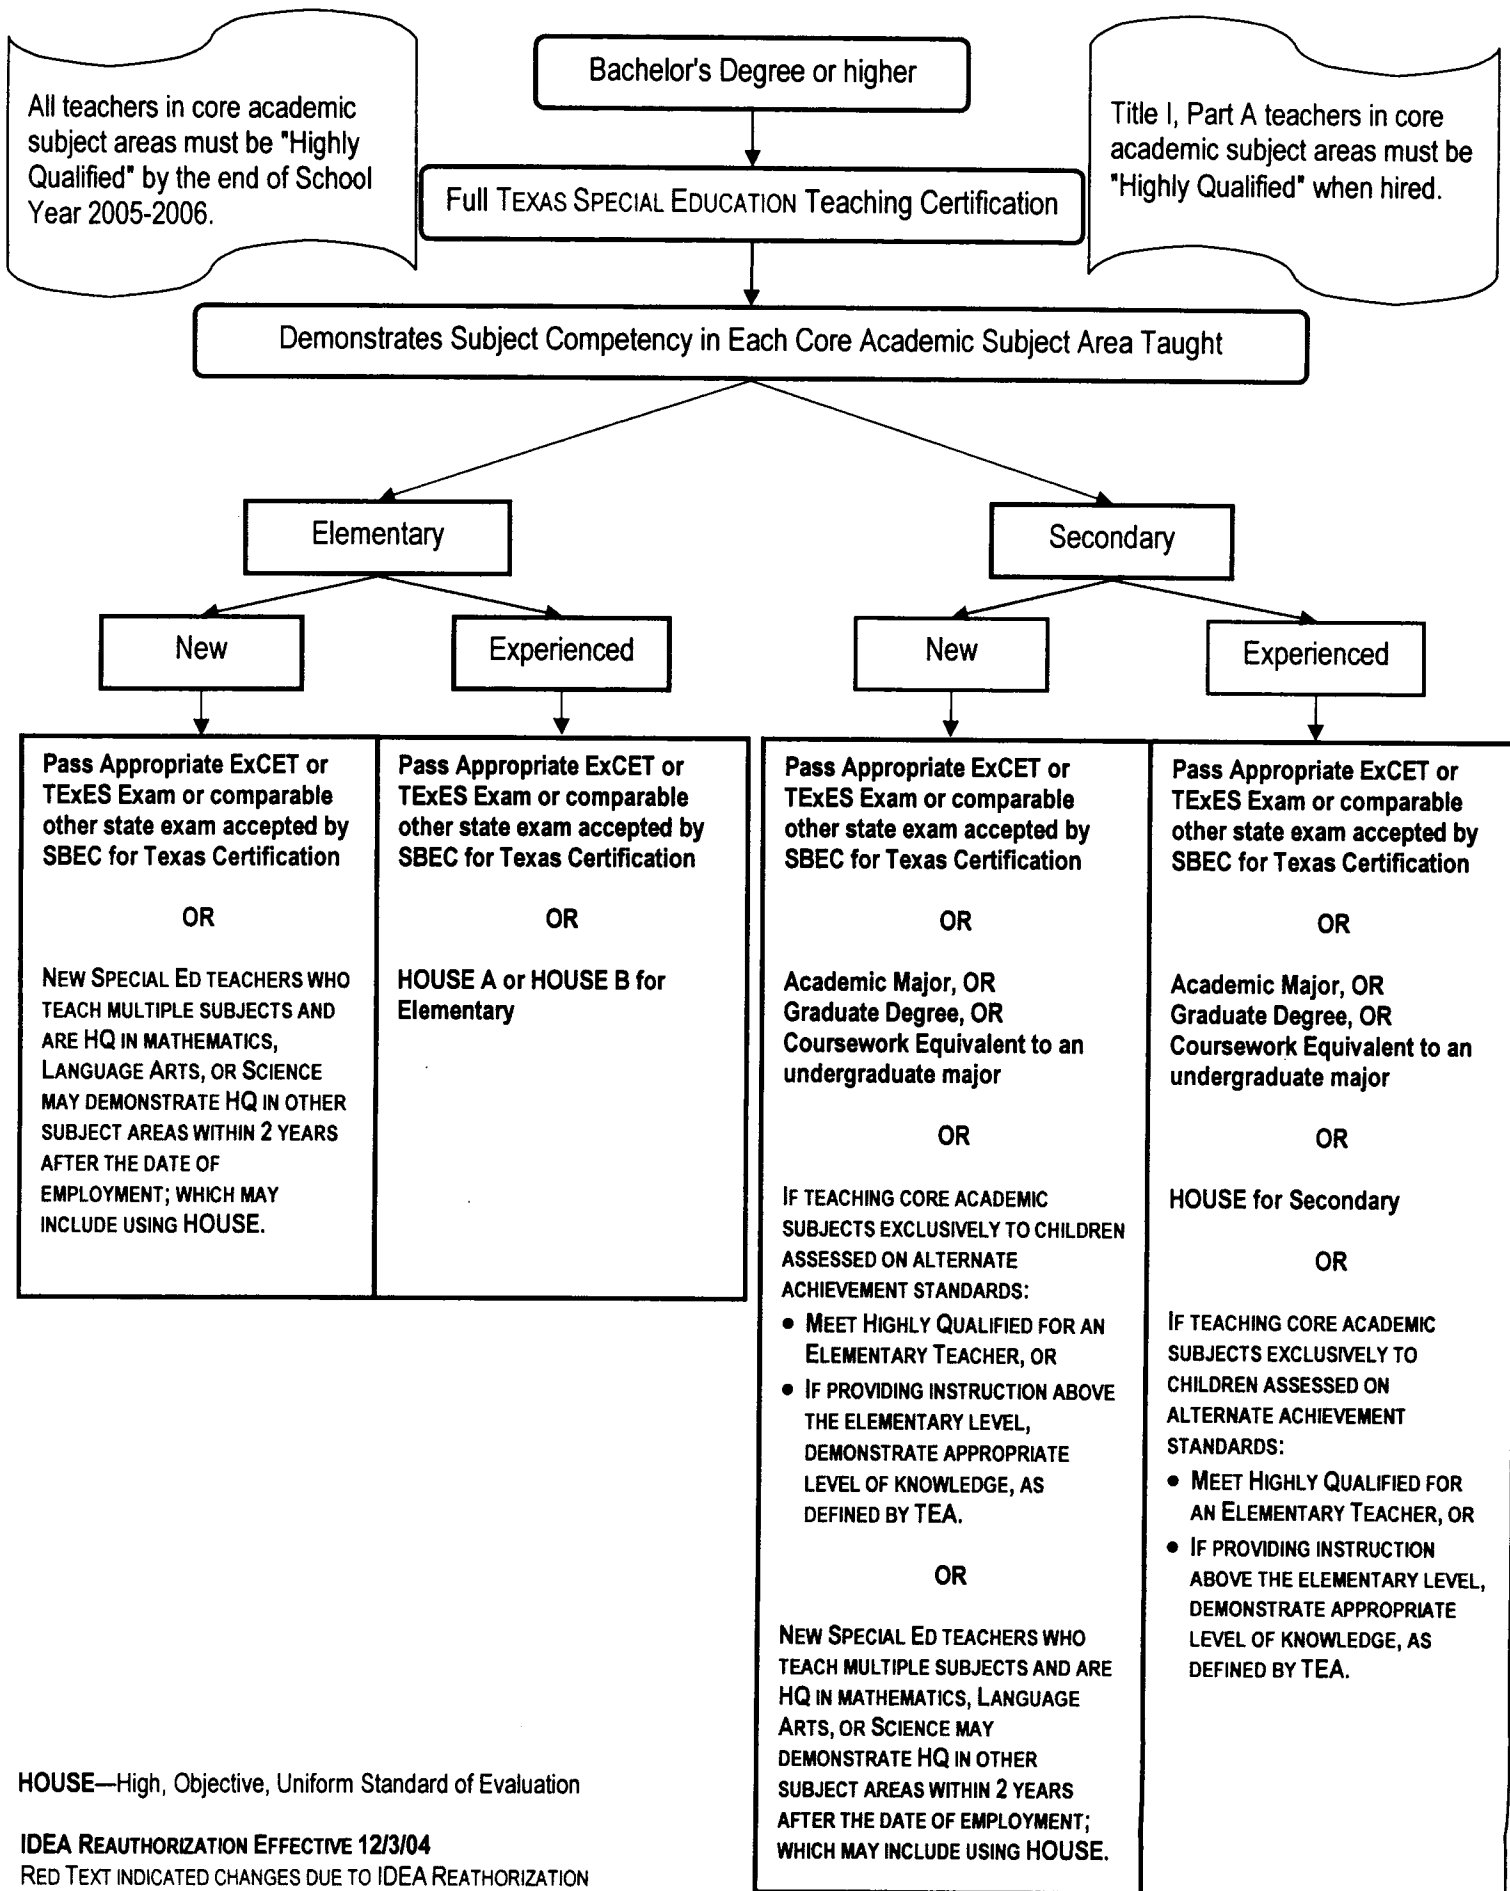 All teachers in core academic
subject areas must be "Highly
Qualified" by the end of School
Year 2005-2006.
Bachelor's Degree or higher
Title I, Part A teachers in core
academic subject areas must be
"Highly Qualified" when hired.
Full TEXAS SPECIAL EDUCATION Teaching Certification
Demonstrates Subject Competency in Each Core Academic Subject Area Taught
Elementary
Secondary
New
Experienced
New
Experienced
Pass Appropriate ExCET or
TExES Exam or comparable
other state exam accepted by
SBEC for Texas Certification
OR
NEW SPECIAL ED TEACHERS WHO
TEACH MULTIPLE SUBJECTS AND
ARE HQ IN MATHEMATICS,
LANGUAGE ARTS, OR SCIENCE
MAY DEMONSTRATE HQ IN OTHER
SUBJECT AREAS WITHIN 2 YEARS
AFTER THE DATE OF
EMPLOYMENT; WHICH MAY
INCLUDE USING HOUSE.
Pass Appropriate ExCET or
TExES Exam or comparable
other state exam accepted by
SBEC for Texas Certification
OR
HOUSE A or HOUSE B for
Elementary
Pass Appropriate ExCET or
TExES Exam or comparable
other state exam accepted by
SBEC for Texas Certification
OR
Academic Major, OR
Graduate Degree, OR
Coursework Equivalent to an
undergraduate major
OR
IF TEACHING CORE ACADEMIC
SUBJECTS EXCLUSIVELY TO CHILDREN
ASSESSED ON ALTERNATE
ACHIEVEMENT STANDARDS:
• MEET HIGHLY QUALIFIED FOR AN
ELEMENTARY TEACHER, OR
• IF PROVIDING INSTRUCTION ABOVE
THE ELEMENTARY LEVEL,
DEMONSTRATE APPROPRIATE
LEVEL OF KNOWLEDGE, AS
DEFINED BY TEA.
OR
NEW SPECIAL ED TEACHERS WHO
TEACH MULTIPLE SUBJECTS AND ARE
HQ IN MATHEMATICS, LANGUAGE
ARTS, OR SCIENCE MAY
DEMONSTRATE HQ IN OTHER
SUBJECT AREAS WITHIN 2 YEARS
AFTER THE DATE OF EMPLOYMENT;
WHICH MAY INCLUDE USING HOUSE.
Pass Appropriate ExCET or
TExES Exam or comparable
other state exam accepted by
SBEC for Texas Certification
OR
Academic Major, OR
Graduate Degree, OR
Coursework Equivalent to an
undergraduate major
OR
HOUSE for Secondary
OR
IF TEACHING CORE ACADEMIC
SUBJECTS EXCLUSIVELY TO
CHILDREN ASSESSED ON
ALTERNATE ACHIEVEMENT
STANDARDS:
• MEET HIGHLY QUALIFIED FOR
AN ELEMENTARY TEACHER, OR
• IF PROVIDING INSTRUCTION
ABOVE THE ELEMENTARY LEVEL,
DEMONSTRATE APPROPRIATE
LEVEL OF KNOWLEDGE, AS
DEFINED BY TEA.
HOUSE—High, Objective, Uniform Standard of Evaluation
IDEA REAUTHORIZATION EFFECTIVE 12/3/04
RED TEXT INDICATED CHANGES DUE TO IDEA REATHORIZATION